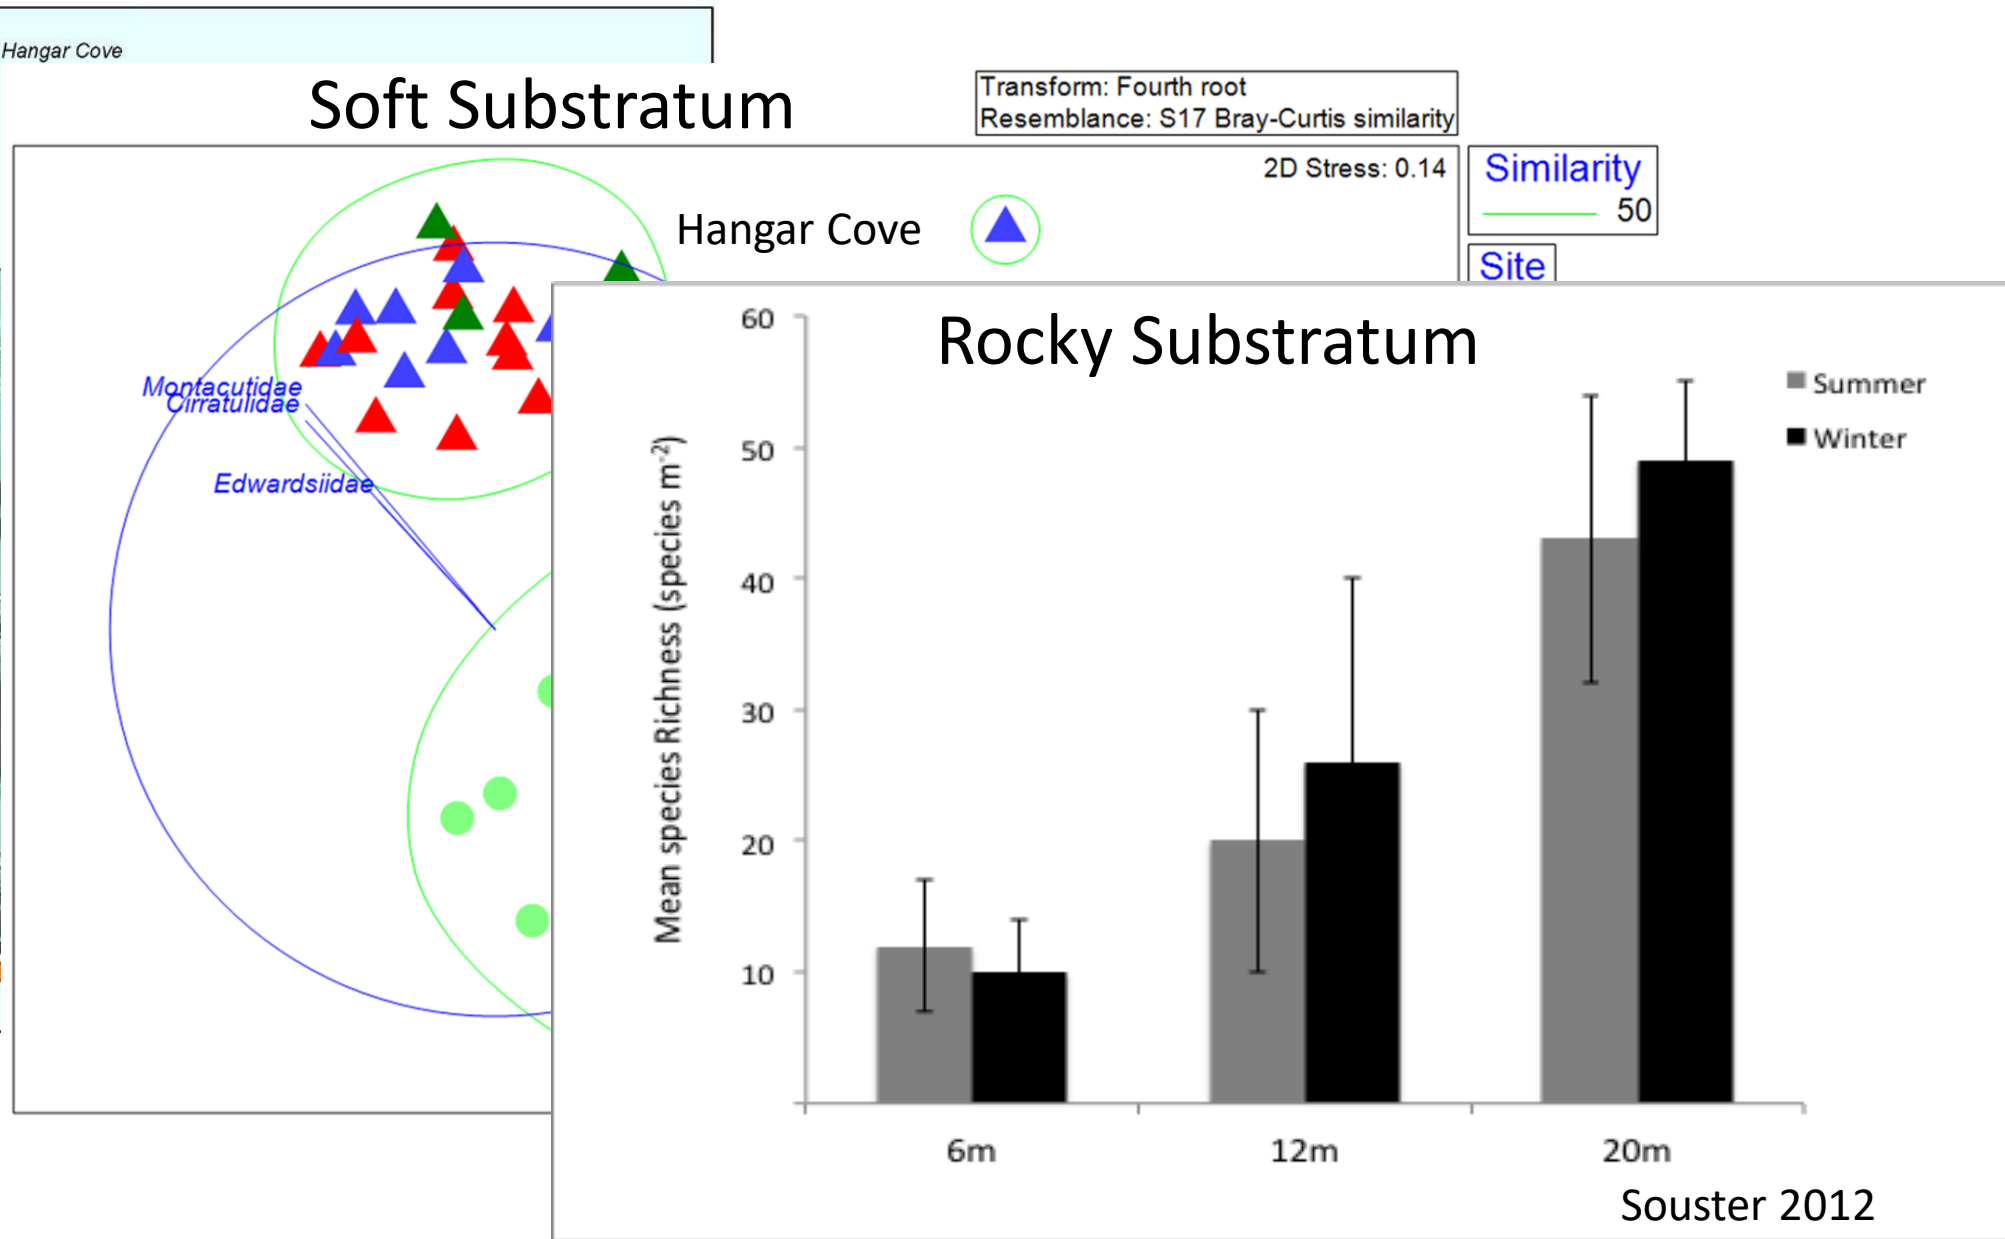 Hangar Cove
Soft Substratum
Transform: Fourth root
Resemblance: S17 Bray-Curtis similarity
2D Stress: 0.14
Similarity
50
Site
Hangar Cove
Montacutidae
Cirratulidae
Edwardsiidae
Rocky Substratum
Summer
Winter
Mean species Richness (species m-2)
60
50
40
30
20
10
6m
12m
20m
Souster 2012